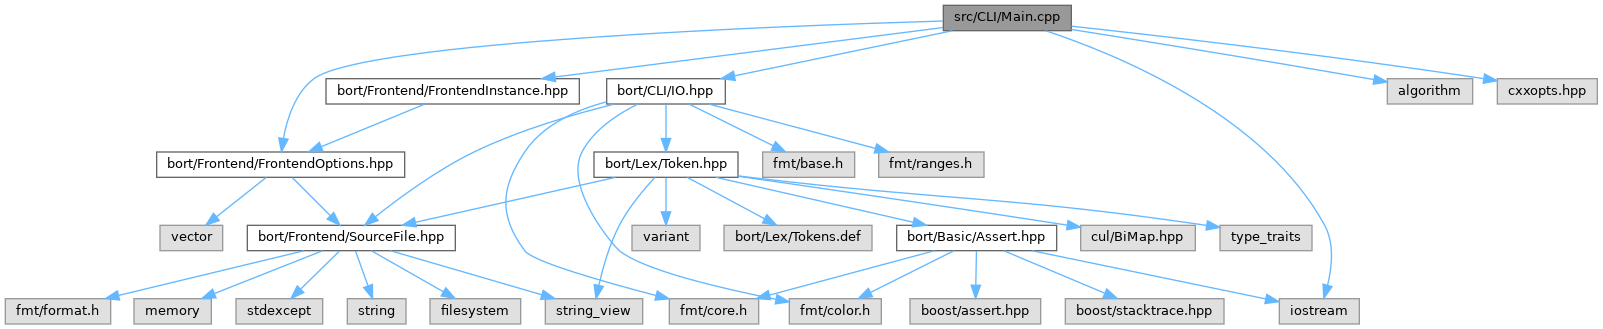 src/CLI/Main.cpp
bort/Frontend/FrontendInstance.hpp
bort/CLI/IO.hpp
algorithm
cxxopts.hpp
bort/Frontend/FrontendOptions.hpp
bort/Lex/Token.hpp
fmt/base.h
fmt/ranges.h
vector
bort/Frontend/SourceFile.hpp
variant
bort/Lex/Tokens.def
bort/Basic/Assert.hpp
cul/BiMap.hpp
type_traits
fmt/format.h
memory
stdexcept
string
filesystem
string_view
fmt/core.h
fmt/color.h
boost/assert.hpp
boost/stacktrace.hpp
iostream